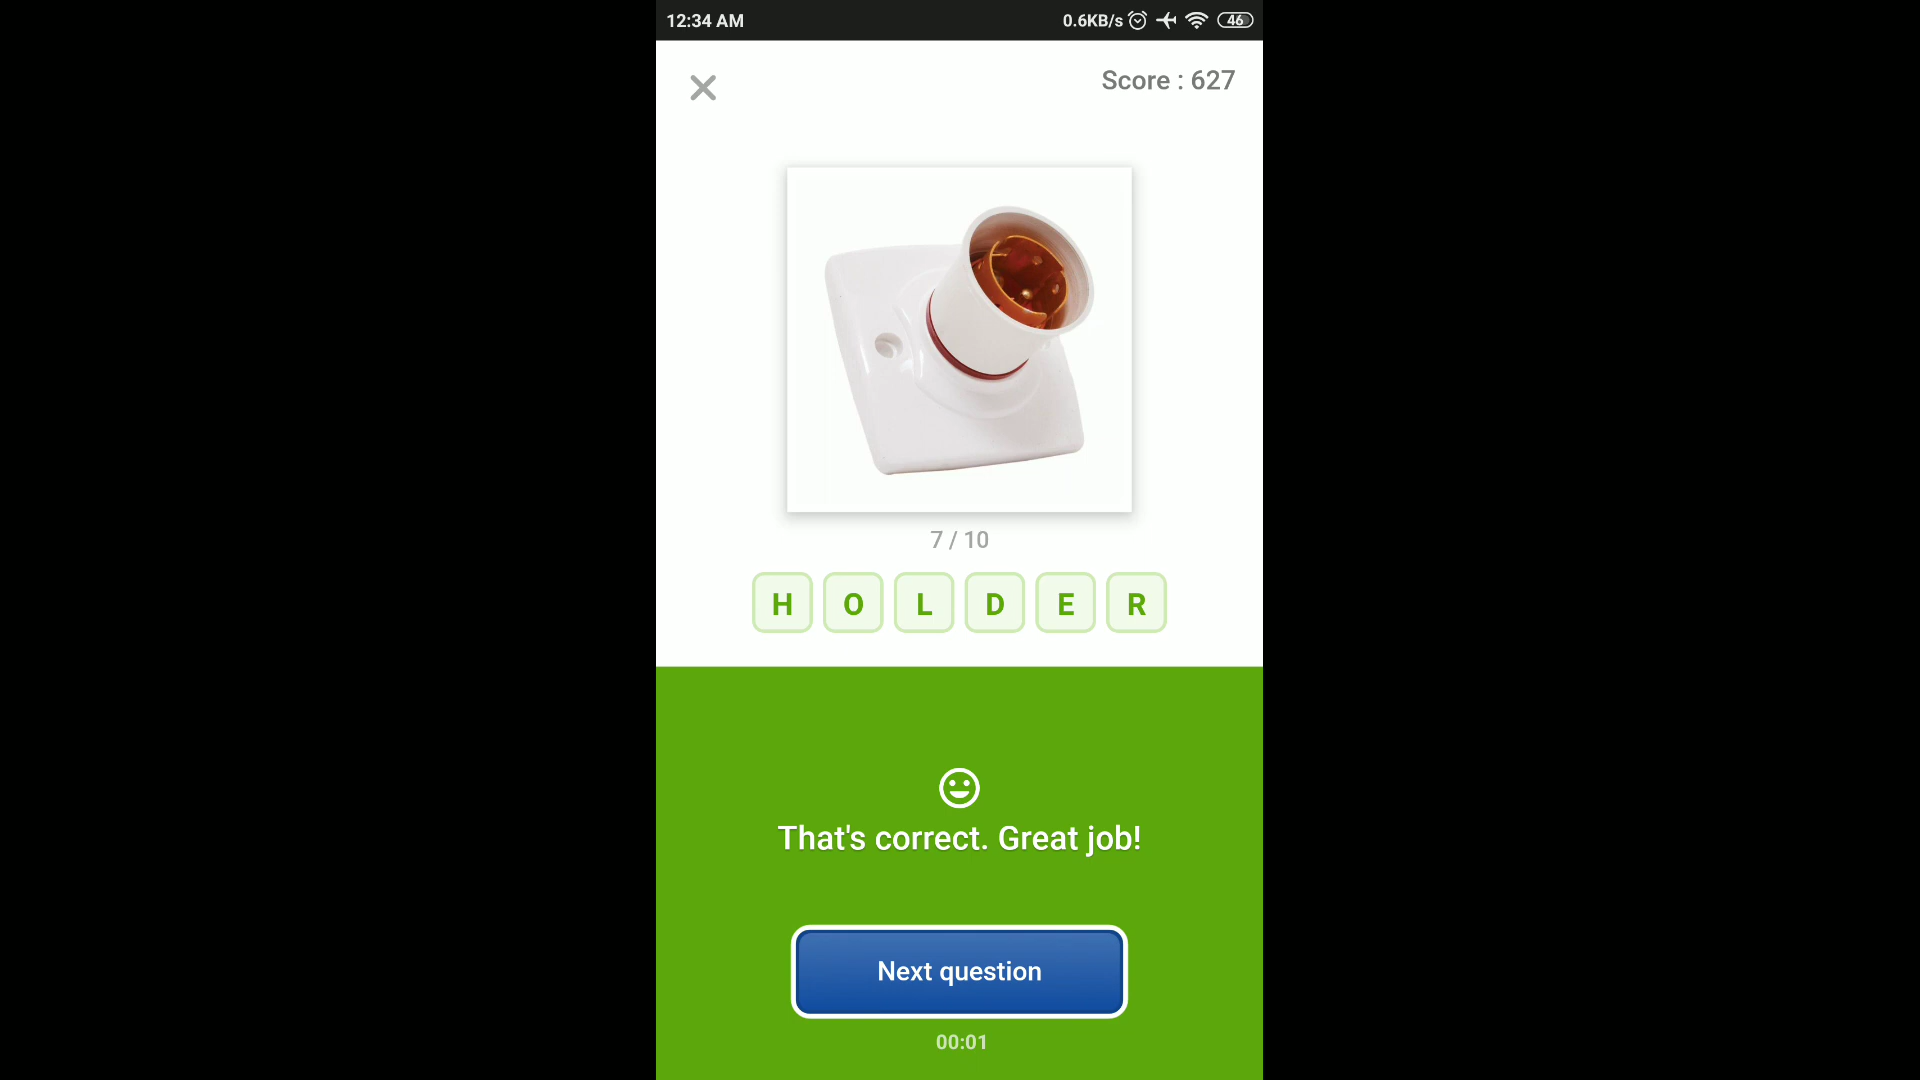 12:34 AM 0.6KB/s 46
Score : 627
7 / 10
H O L D E R
That's correct. Great job!
Next question
00:01